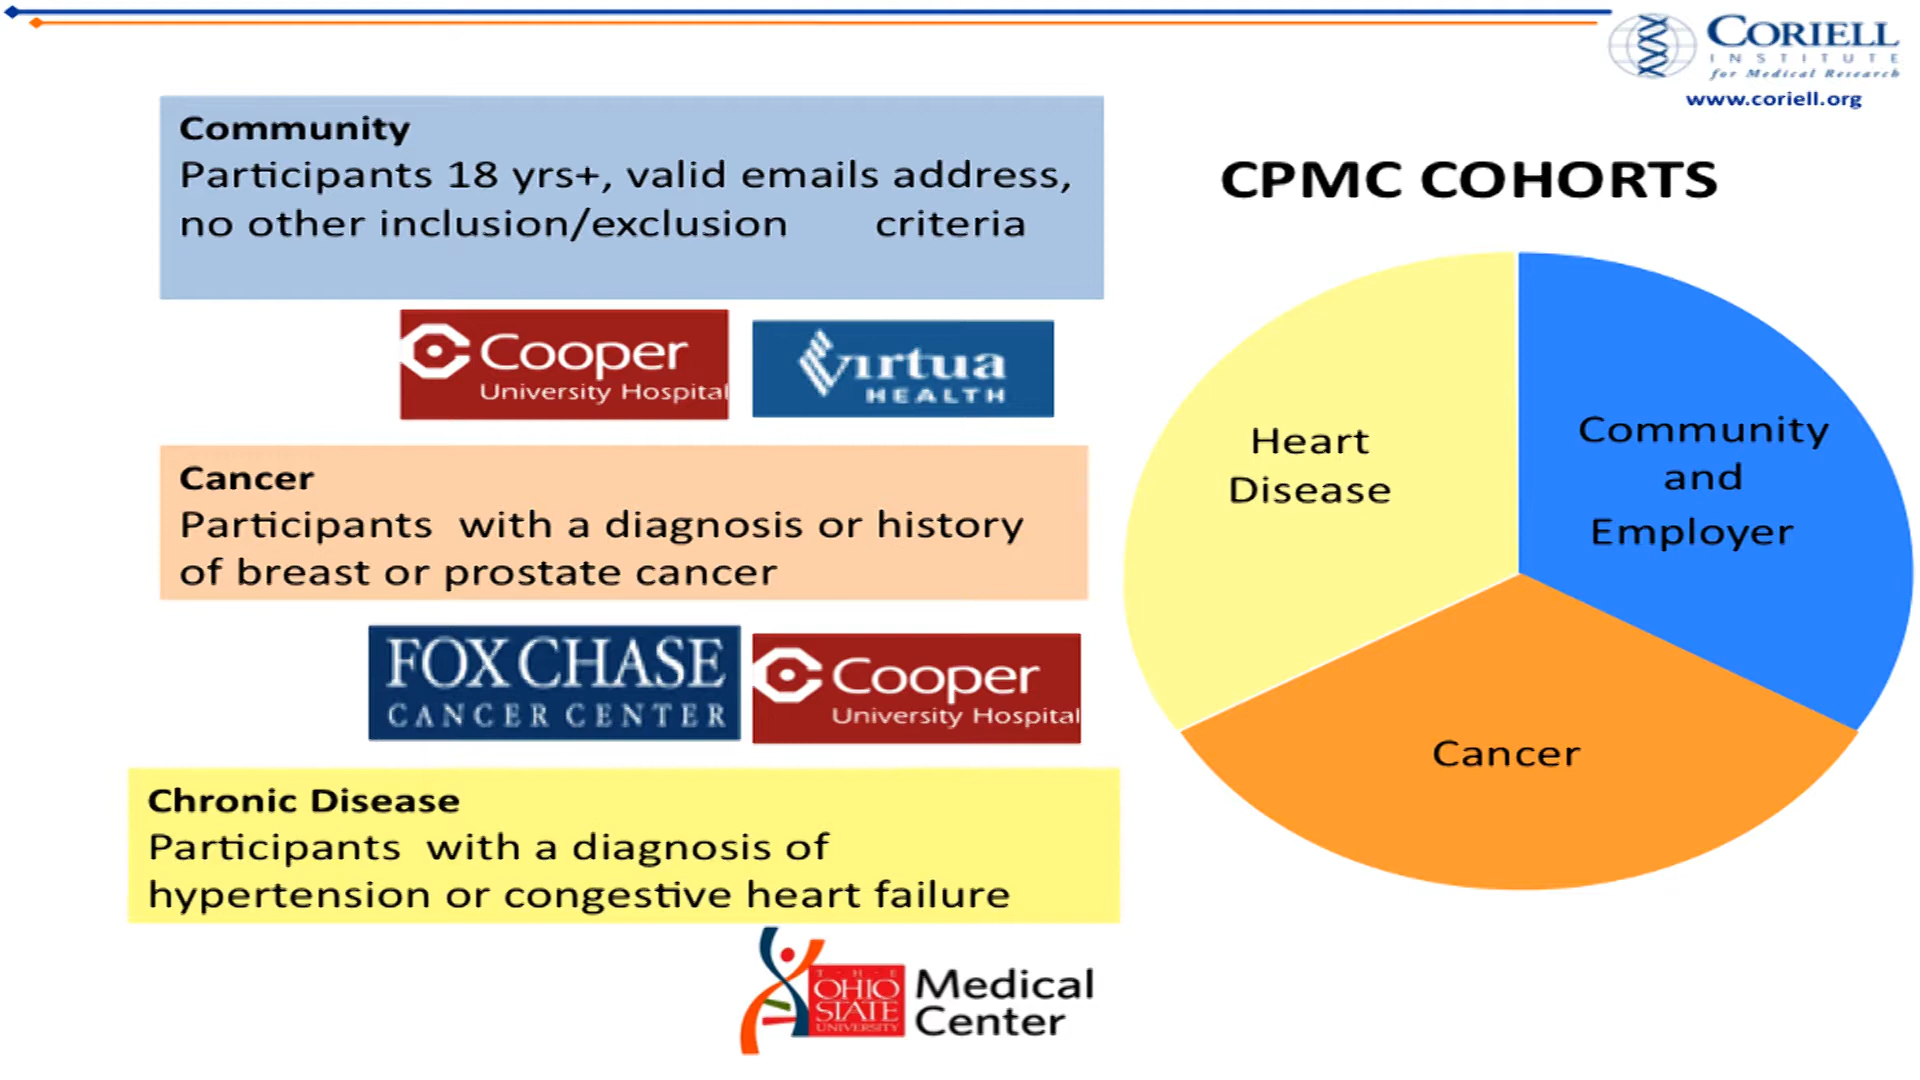 CORIELL
INSTITUTE
for Medical Research
www.coriell.org
Community
Participants 18 yrs+, valid emails address,
no other inclusion/exclusion criteria
Cooper
University Hospital
Virtua
HEALTH
Cancer
Participants with a diagnosis or history
of breast or prostate cancer
FOX CHASE
CANCER CENTER
Cooper
University Hospital
Chronic Disease
Participants with a diagnosis of
hypertension or congestive heart failure
T·H·E
OHIO
STATE
UNIVERSITY
Medical
Center
CPMC COHORTS
Heart
Disease
Community
and
Employer
Cancer